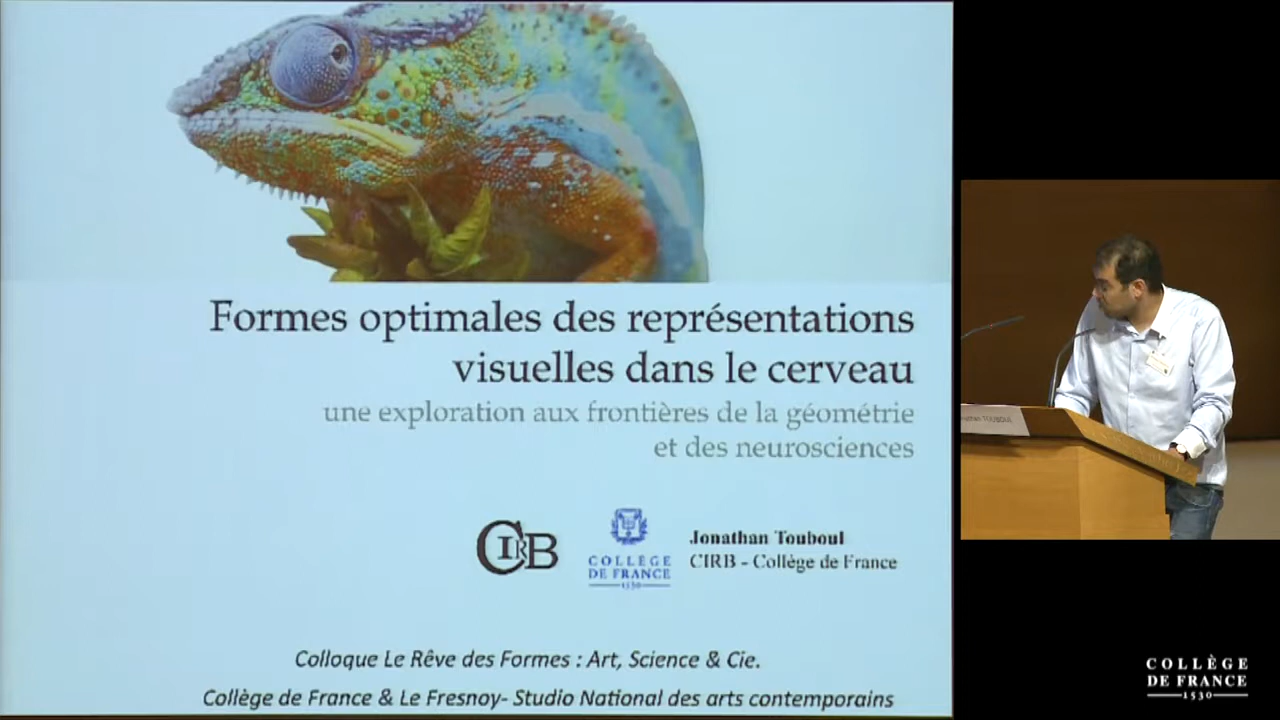 Formes optimales des représentations
visuelles dans le cerveau
une exploration aux frontières de la géométrie
et des neurosciences
CIRB
COLLÈGE
DE FRANCE
1530
Jonathan Touboul
CIRB - Collège de France
Colloque Le Rêve des Formes : Art, Science & Cie.
Collège de France & Le Fresnoy- Studio National des arts contemporains
TOUBOUL
COLLÈGE
DE FRANCE
1530